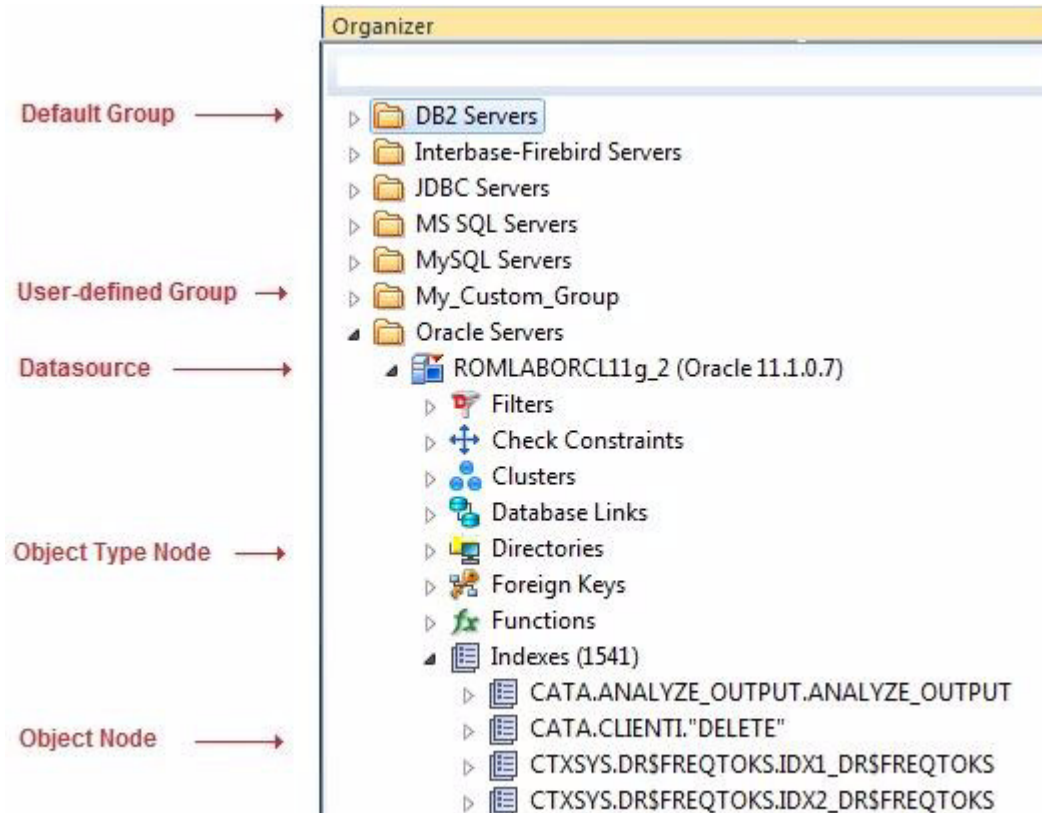 Organizer
Default Group
DB2 Servers
Interbase-Firebird Servers
JDBC Servers
MS SQL Servers
MySQL Servers
User-defined Group
My_Custom_Group
Oracle Servers
Datasource
ROMLABORCL11g_2 (Oracle 11.1.0.7)
Filters
Check Constraints
Clusters
Database Links
Object Type Node
Directories
Foreign Keys
fx Functions
Indexes (1541)
CATA.ANALYZE_OUTPUT.ANALYZE_OUTPUT
Object Node
CATA.CLIENTI."DELETE"
CTXSYS.DR$FREQTOKS.IDX1_DR$FREQTOKS
CTXSYS.DR$FREQTOKS.IDX2_DR$FREQTOKS